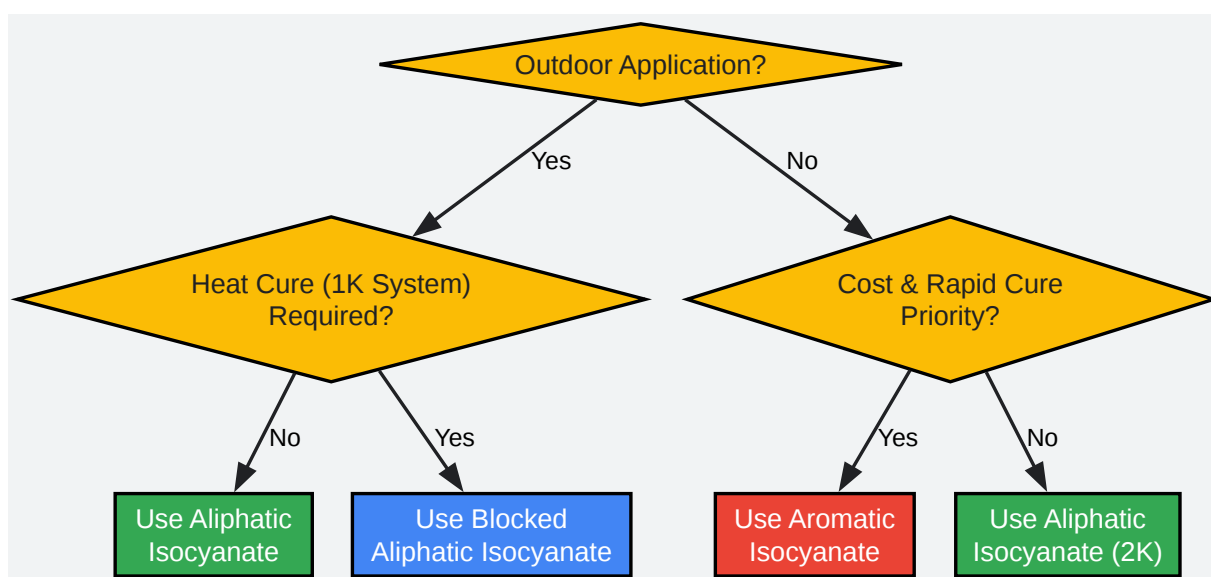 Outdoor Application?
Yes
No
Heat Cure (1K System)
Required?
Cost & Rapid Cure
Priority?
No
Yes
Yes
No
Use Aliphatic
Isocyanate
Use Blocked
Aliphatic Isocyanate
Use Aromatic
Isocyanate
Use Aliphatic
Isocyanate (2K)